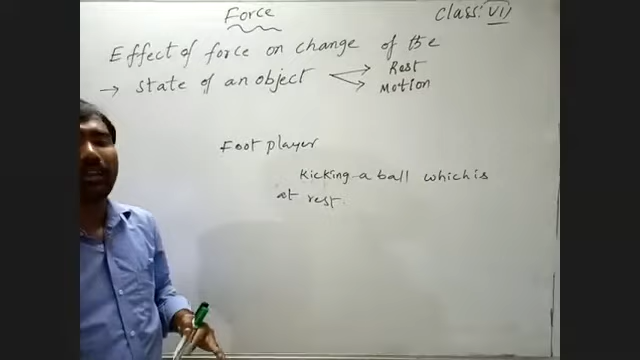 Force
Class: VII
Effect of force on change of the
→ state of an object
Rest
Motion
Foot player
Kicking a ball which is
at rest.